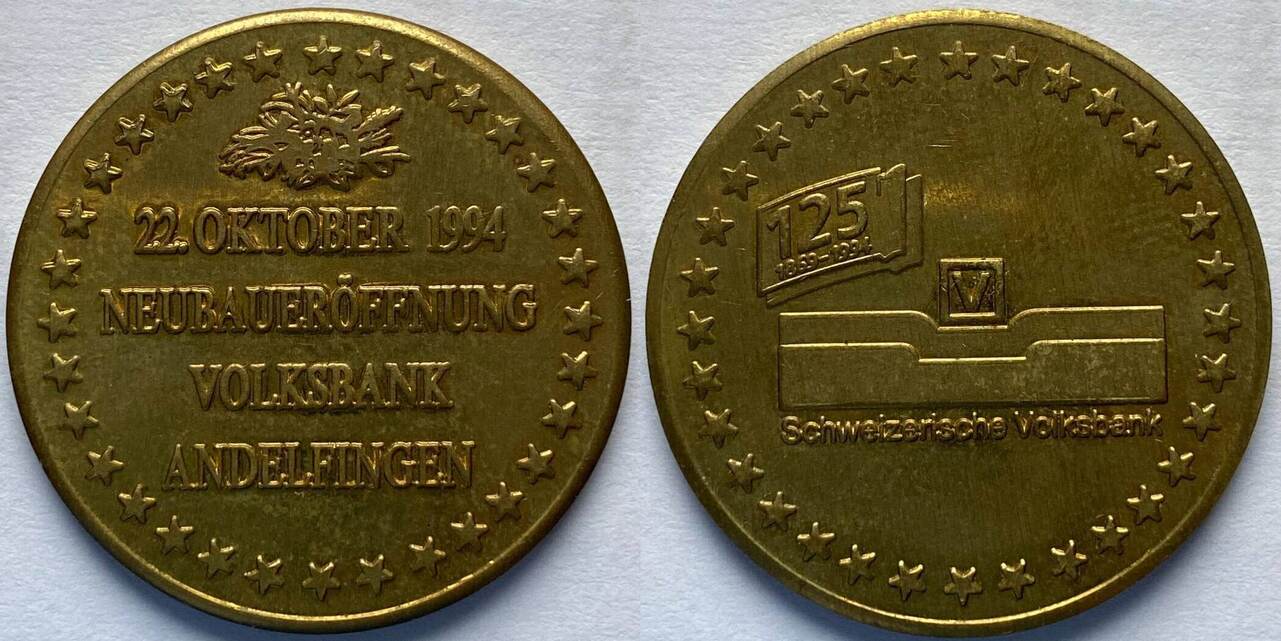 22. OKTOBER 1994
NEUBAUERÖFFNUNG
VOLKSBANK
ANDELFINGEN
125
1869-1994
V
Schweizerische Volksbank